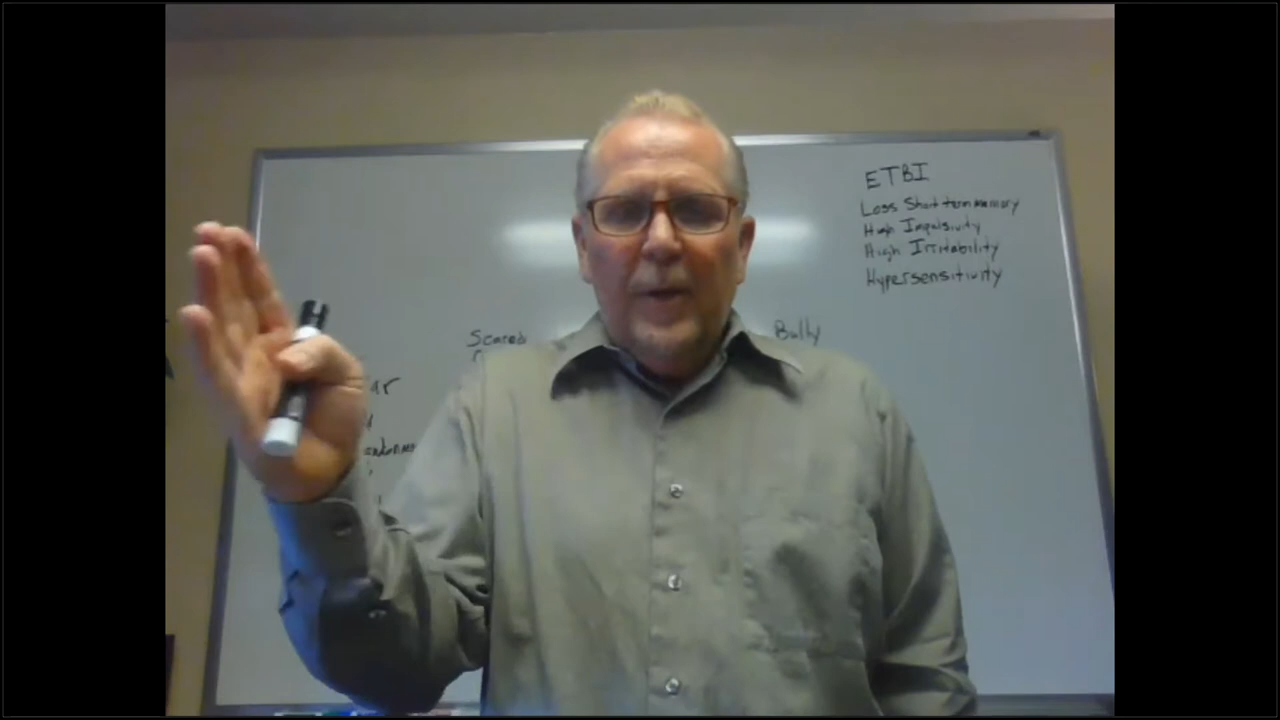 ETBI
Loss Short term memory
High Impulsivity
High Irritability
Hypersensitivity
Scared
Bully